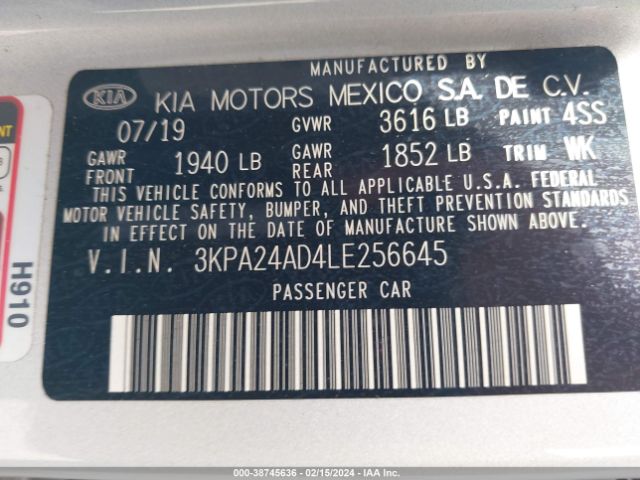 MANUFACTURED BY
KIA KIA MOTORS MEXICO S.A. DE C.V.
07/19 GVWR 3616 LB PAINT 4SS
GAWR FRONT 1940 LB GAWR REAR 1852 LB TRIM WK
THIS VEHICLE CONFORMS TO ALL APPLICABLE U.S.A. FEDERAL
MOTOR VEHICLE SAFETY, BUMPER, AND THEFT PREVENTION STANDARDS
IN EFFECT ON THE DATE OF MANUFACTURE SHOWN ABOVE.
V.I.N. 3KPA24AD4LE256645
PASSENGER CAR
H910
000-38745636 - 02/15/2024 - IAA, Inc.